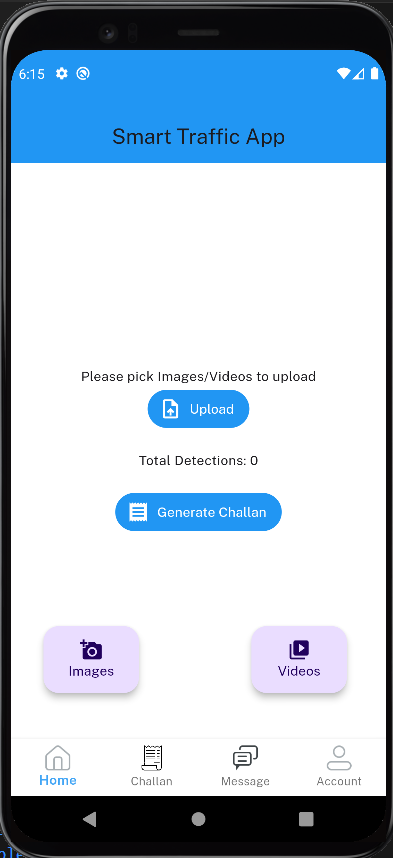 6:15
Smart Traffic App
Please pick Images/Videos to upload
Upload
Total Detections: 0
Generate Challan
Images Videos
Home Challan Message Account